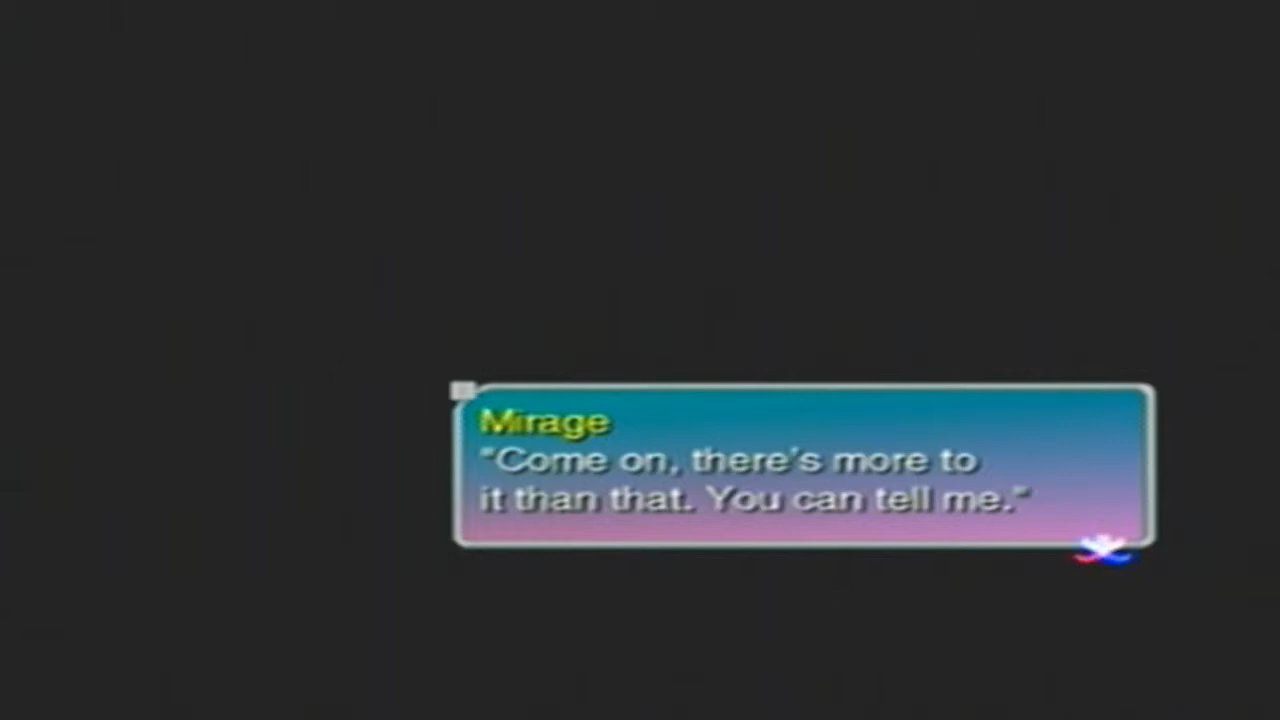 Mirage
"Come on, there's more to
it than that. You can tell me."